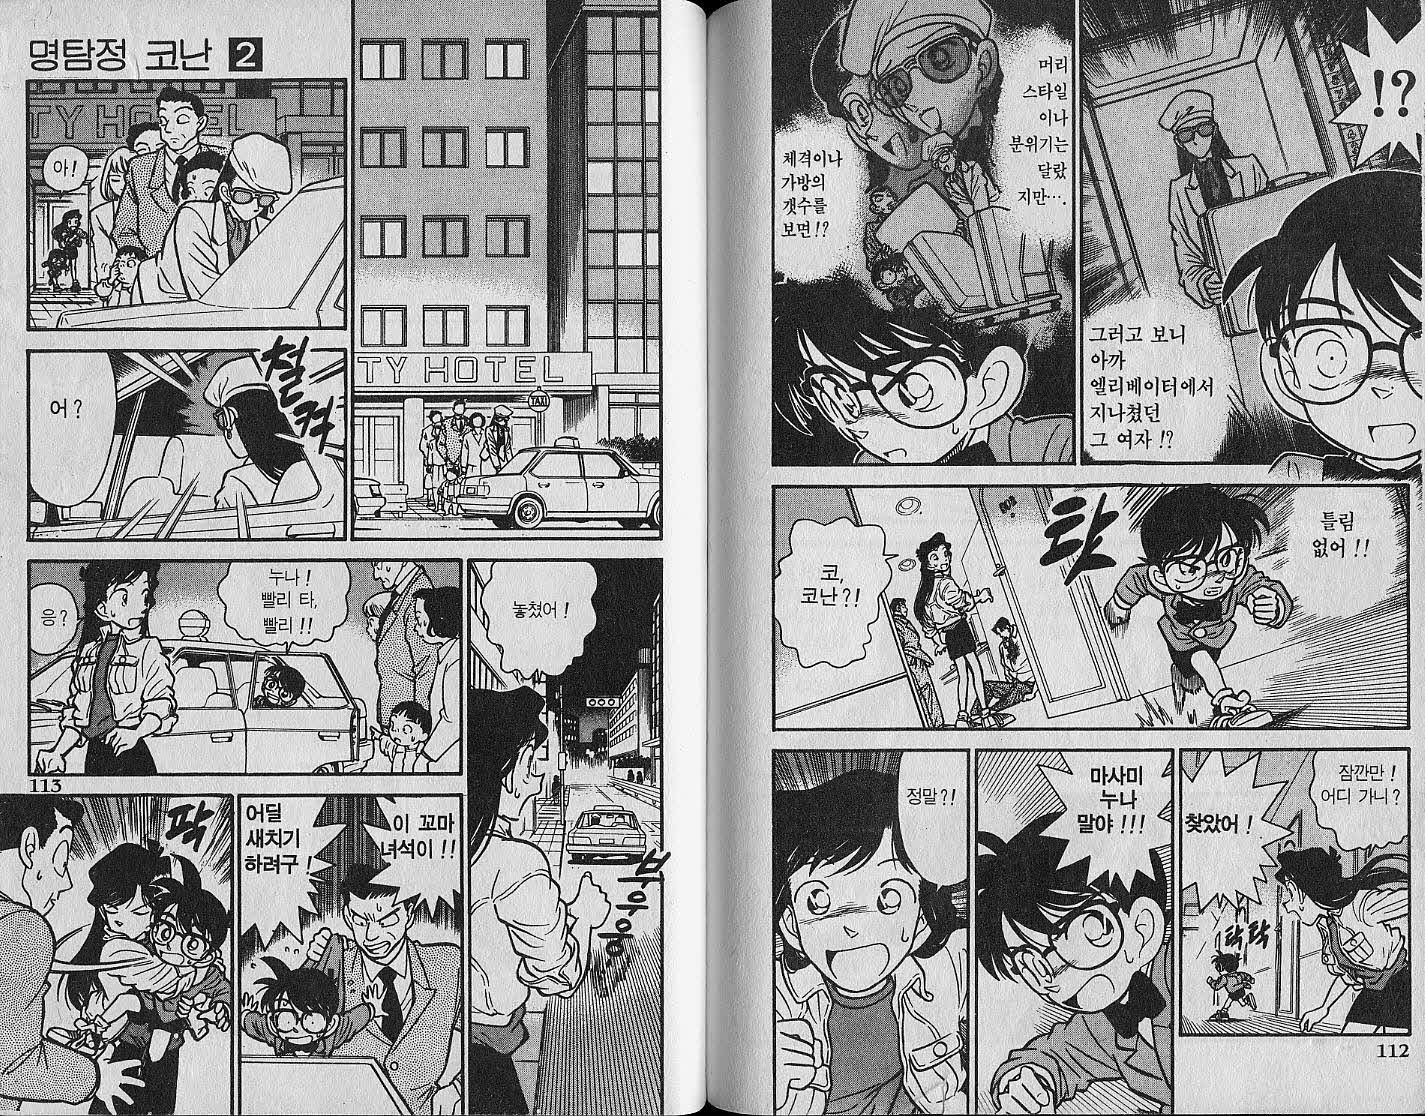 !?
그러고 보니
아까
엘리베이터에서
지나쳤던
그 여자!?
머리
스타일
이나
분위기는
달랐
지만….
체격이나
가방의
갯수를
보면!?
틀림
없어!!
탓
코,
코난?!
잠깐만!
어디 가니?
찾았어!
탁탁
마사미
누나
말야!!!
정말?!
112
명탐정 코난 2
TY HOTEL
TAXI
TY HOTEL
아!
철컥
어?
놓쳤어!
부우웅
누나!
빨리 타,
빨리!!
응?
113
이 꼬마
녀석이!!
어딜
새치기
하려구!
팍